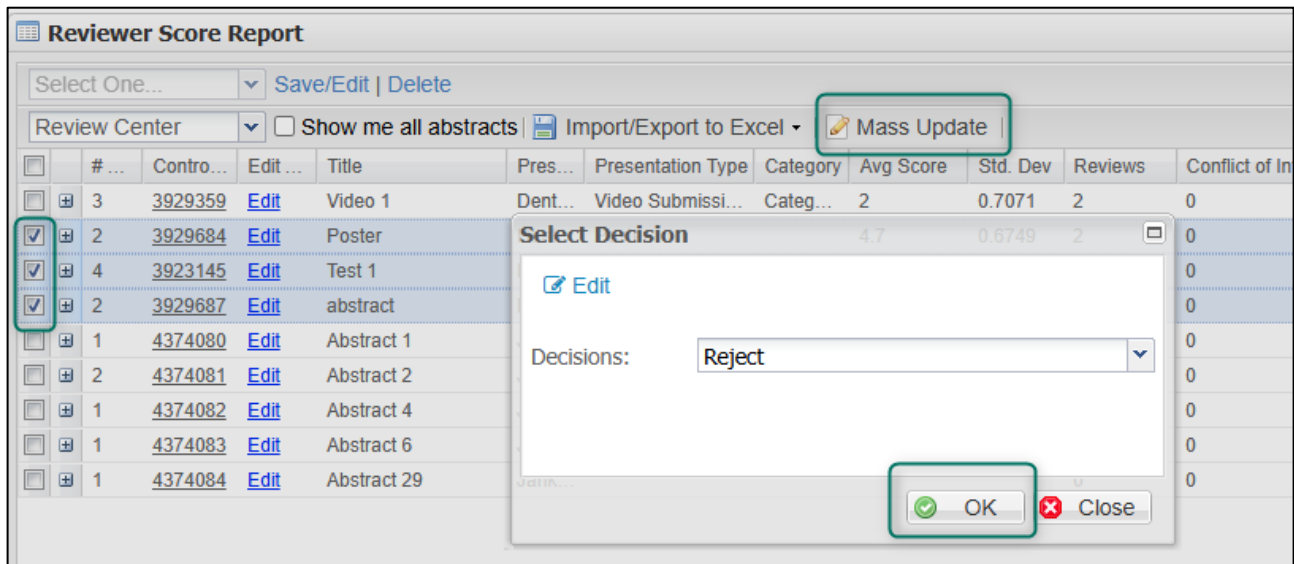 Reviewer Score Report
Select One... Save/Edit | Delete
Review Center Show me all abstracts Import/Export to Excel Mass Update
# ... Contro... Edit ... Title Pres... Presentation Type Category Avg Score Std. Dev Reviews Conflict of In
3 3929359 Edit Video 1 Dent... Video Submissi... Categ... 2 0.7071 2 0
2 3929684 Edit Poster 4.7 0.6749 2 0
4 3923145 Edit Test 1 0
2 3929687 Edit abstract 0
1 4374080 Edit Abstract 1 0
2 4374081 Edit Abstract 2 0
1 4374082 Edit Abstract 4 0
1 4374083 Edit Abstract 6 0
1 4374084 Edit Abstract 29 0
Select Decision
Edit
Decisions: Reject
OK Close